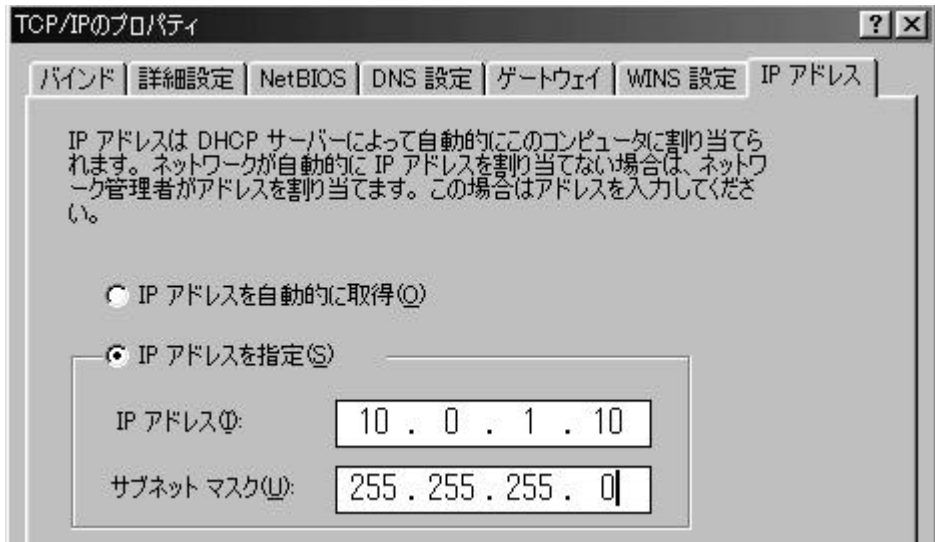 TCP/IPのプロパティ
バインド 詳細設定 NetBIOS DNS 設定 ゲートウェイ WINS 設定 IP アドレス
IP アドレスは DHCP サーバーによって自動的にこのコンピュータに割り当てら
れます。ネットワークが自動的に IP アドレスを割り当てない場合は、ネットワ
ーク管理者がアドレスを割り当てます。この場合はアドレスを入力してくださ
い。
IP アドレスを自動的に取得(O)
IP アドレスを指定(S)
IP アドレス(I): 10 . 0 . 1 . 10
サブネット マスク(U): 255 . 255 . 255 . 0